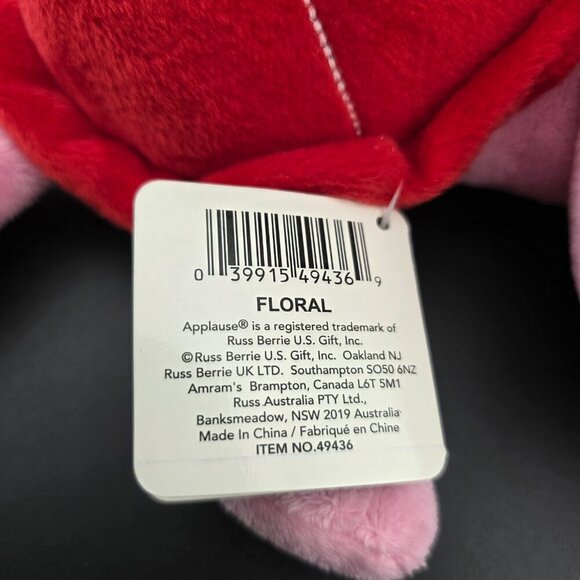 0 39915 49436 9
FLORAL
Applause® is a registered trademark of
Russ Berrie U.S. Gift, Inc.
©Russ Berrie U.S. Gift, Inc. Oakland NJ
Russ Berrie UK LTD. Southampton SO50 6NZ
Amram's Brampton, Canada L6T 5M1
Russ Australia PTY Ltd.,
Banksmeadow, NSW 2019 Australia
Made In China / Fabriqué en Chine
ITEM NO.49436